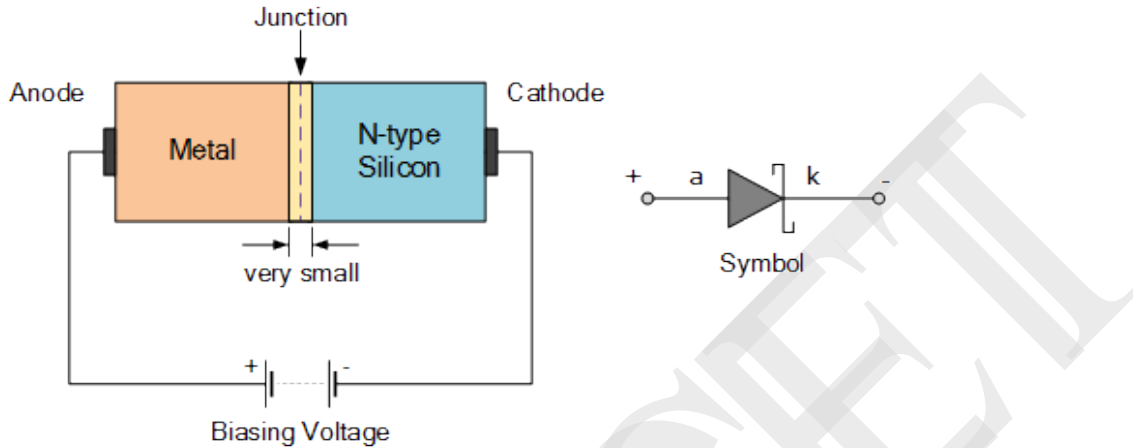 Junction
Anode
Cathode
Metal
N-type
Silicon
very small
+
-
Biasing Voltage
+
a
k
-
Symbol